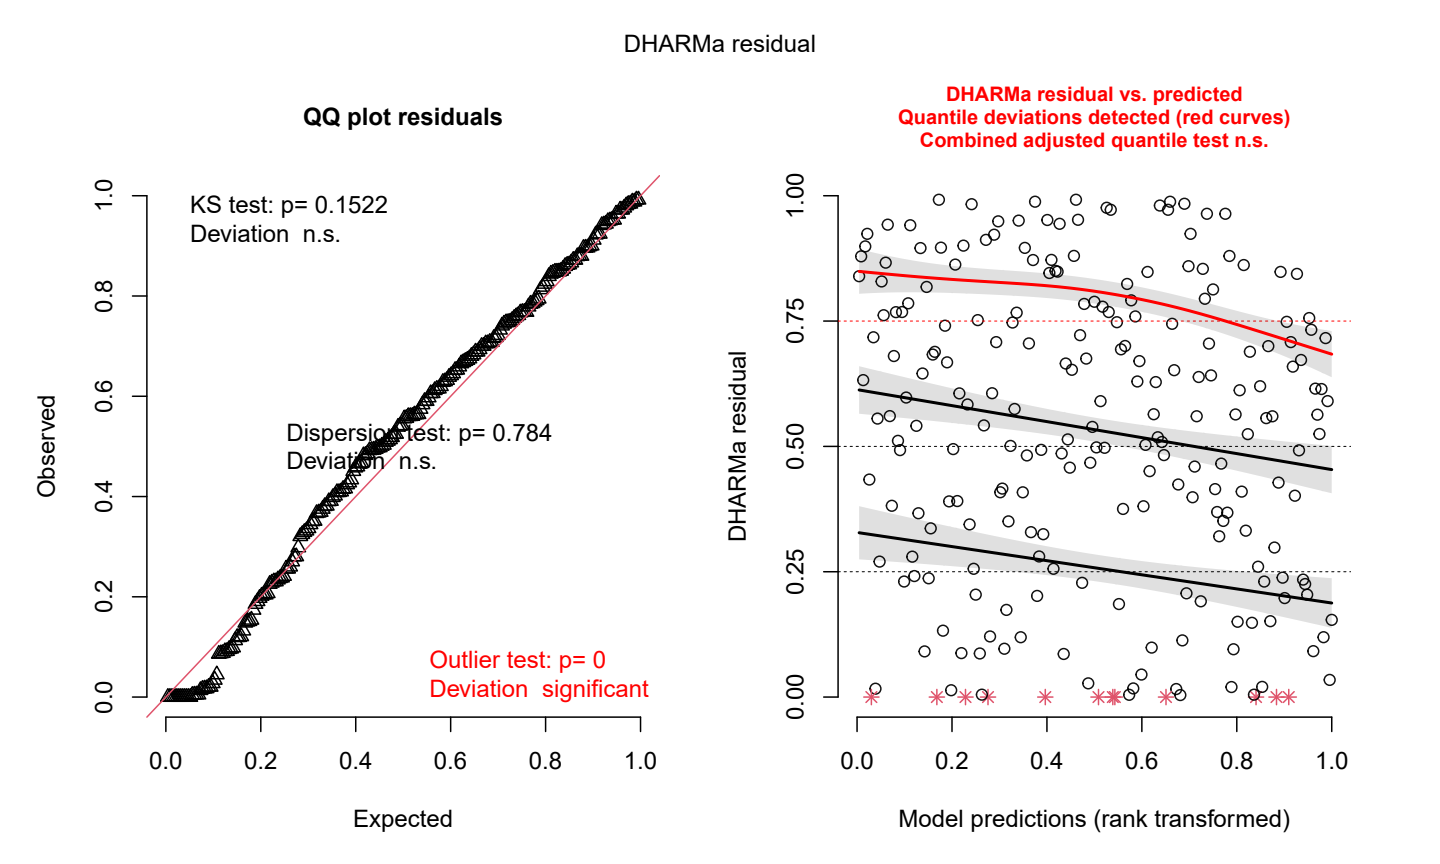 DHARMa residual
QQ plot residuals
KS test: p= 0.1522
Deviation  n.s.
Dispersion test: p= 0.784
Deviation  n.s.
Outlier test: p= 0
Deviation  significant
Observed
1.0
0.8
0.6
0.4
0.2
0.0
0.0 0.2 0.4 0.6 0.8 1.0
Expected
DHARMa residual vs. predicted
Quantile deviations detected (red curves)
Combined adjusted quantile test n.s.
DHARMa residual
1.00
0.75
0.50
0.25
0.00
0.0 0.2 0.4 0.6 0.8 1.0
Model predictions (rank transformed)